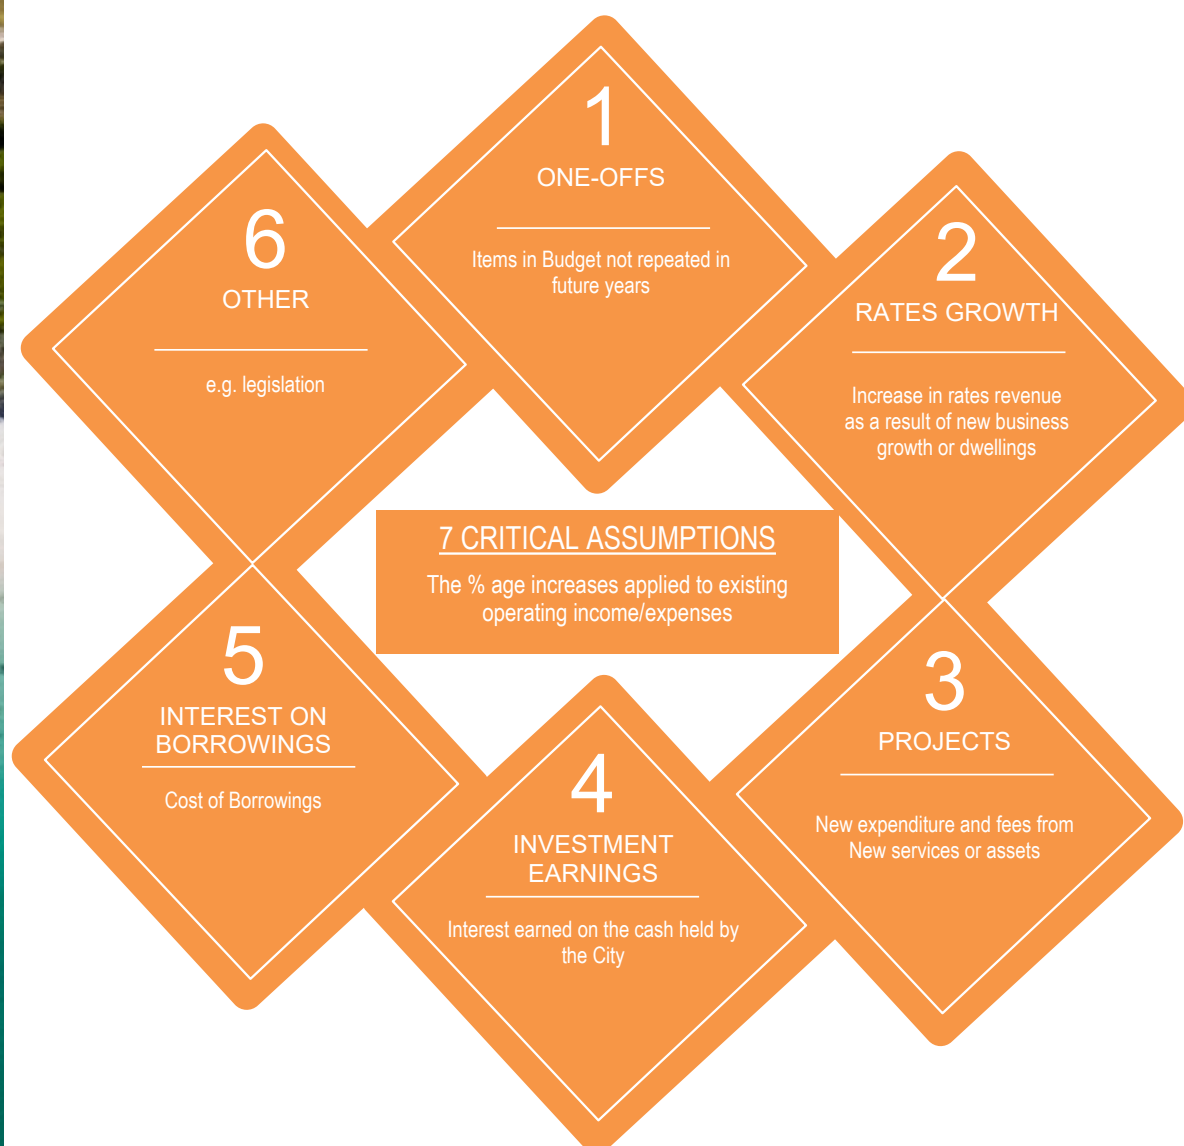 1
ONE-OFFS
Items in Budget not repeated in
future years
2
RATES GROWTH
Increase in rates revenue
as a result of new business
growth or dwellings
3
PROJECTS
New expenditure and fees from
New services or assets
4
INVESTMENT
EARNINGS
Interest earned on the cash held by
the City
5
INTEREST ON
BORROWINGS
Cost of Borrowings
6
OTHER
e.g. legislation
7 CRITICAL ASSUMPTIONS
The % age increases applied to existing
operating income/expenses